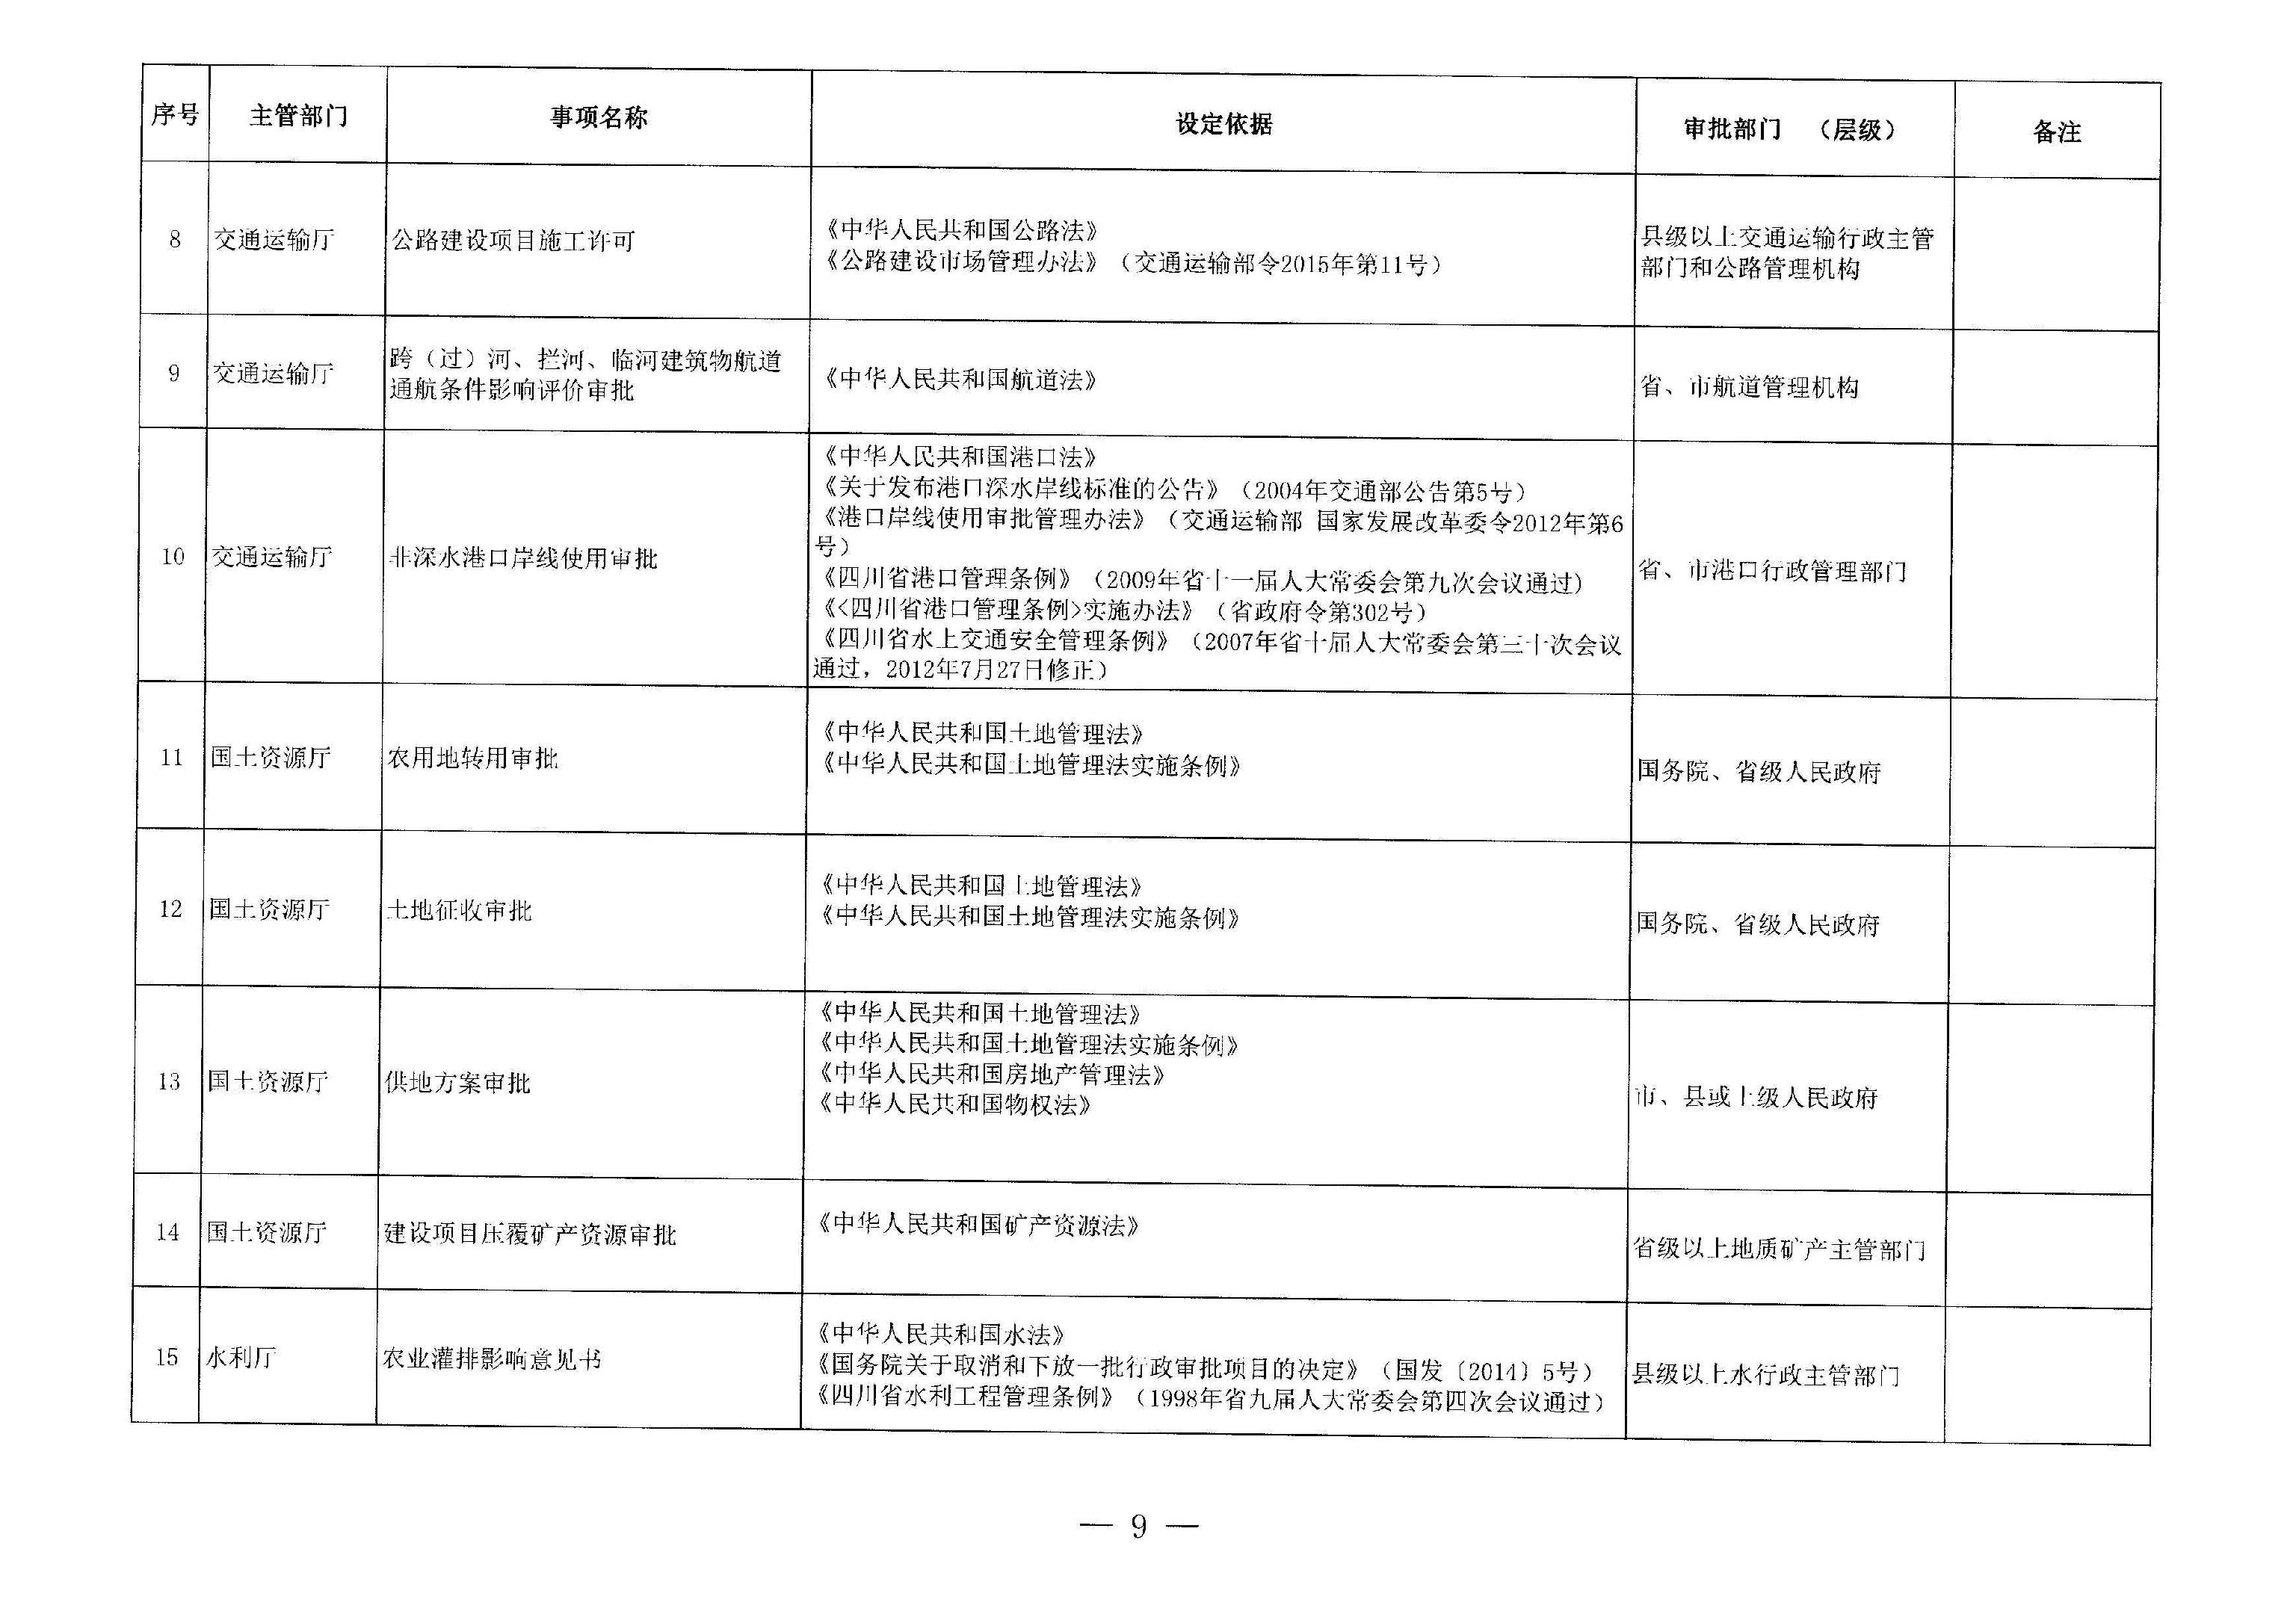 序号 主管部门 事项名称 设定依据 审批部门 （层级） 备注
8 交通运输厅 公路建设项目施工许可
《中华人民共和国公路法》
《公路建设市场管理办法》（交通运输部令2015年第11号）
县级以上交通运输行政主管
部门和公路管理机构
9 交通运输厅
跨（过）河、拦河、临河建筑物航道
通航条件影响评价审批
《中华人民共和国航道法》
省、市航道管理机构
10 交通运输厅 非深水港口岸线使用审批
《中华人民共和国港口法》
《关于发布港口深水岸线标准的公告》（2004年交通部公告第5号）
《港口岸线使用审批管理办法》（交通运输部 国家发展改革委令2012年第6
号）
《四川省港口管理条例》（2009年省十一届人大常委会第九次会议通过）
《<四川省港口管理条例>实施办法》（省政府令第302号）
《四川省水上交通安全管理条例》（2007年省十届人大常委会第三十次会议
通过，2012年7月27日修正）
省、市港口行政管理部门
11 国土资源厅 农用地转用审批
《中华人民共和国土地管理法》
《中华人民共和国土地管理法实施条例》
国务院、省级人民政府
12 国土资源厅 土地征收审批
《中华人民共和国土地管理法》
《中华人民共和国土地管理法实施条例》
国务院、省级人民政府
13 国土资源厅 供地方案审批
《中华人民共和国土地管理法》
《中华人民共和国土地管理法实施条例》
《中华人民共和国房地产管理法》
《中华人民共和国物权法》
市、县或上级人民政府
14 国土资源厅 建设项目压覆矿产资源审批
《中华人民共和国矿产资源法》
省级以上地质矿产主管部门
15 水利厅 农业灌排影响意见书
《中华人民共和国水法》
《国务院关于取消和下放一批行政审批项目的决定》（国发〔2014〕5号）
《四川省水利工程管理条例》（1998年省九届人大常委会第四次会议通过）
县级以上水行政主管部门
— 9 —